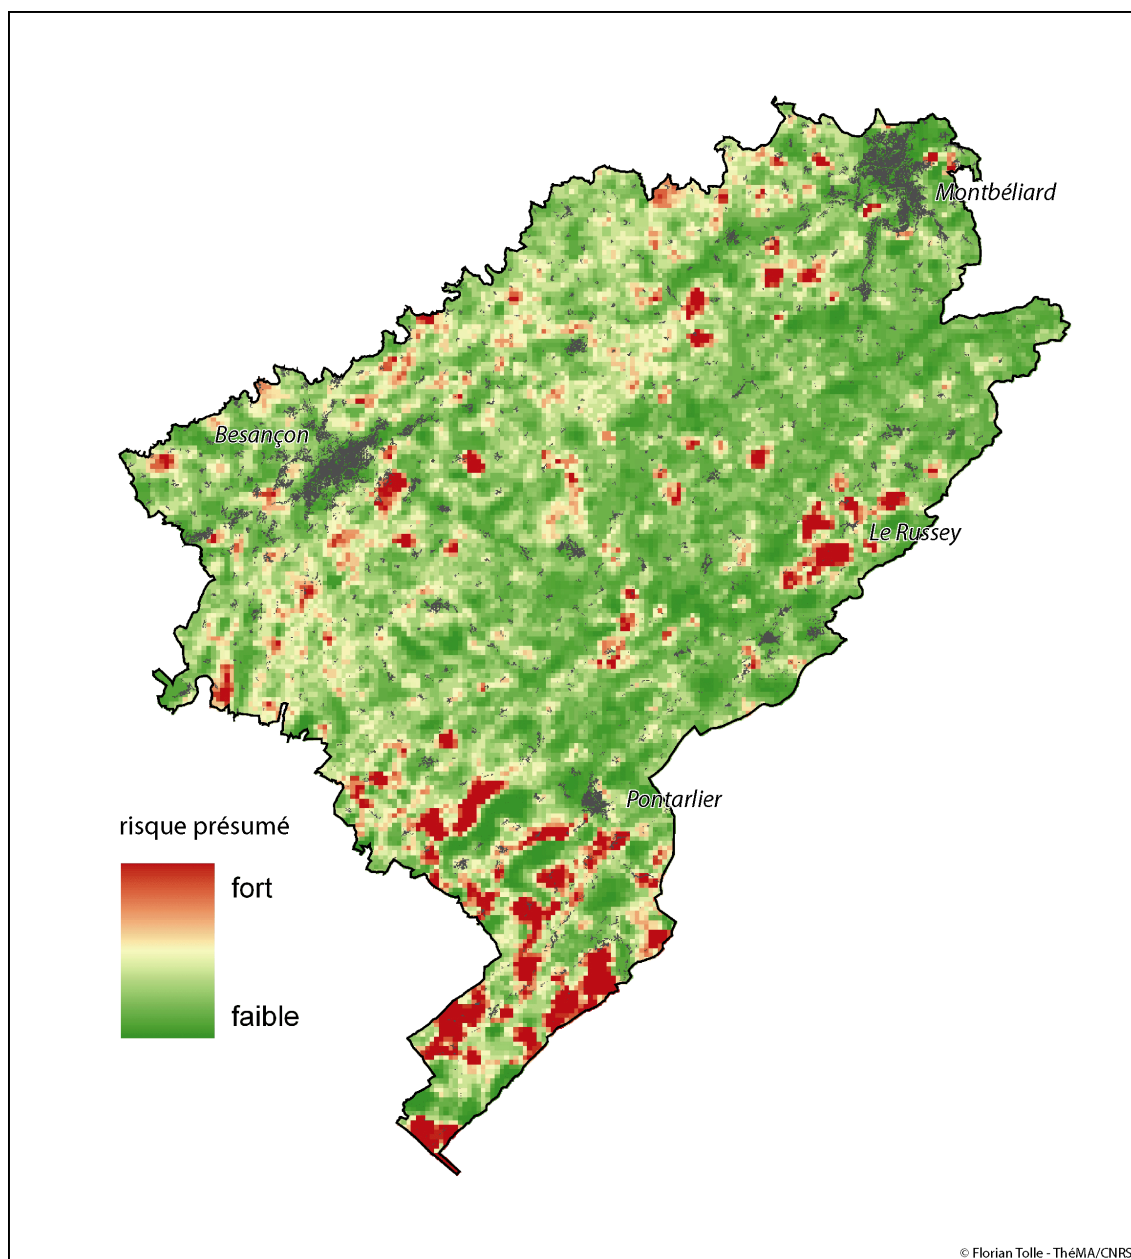 Montbéliard
Besançon
Le Russey
Pontarlier
risque présumé
fort
faible
© Florian Tolle - ThéMA/CNRS